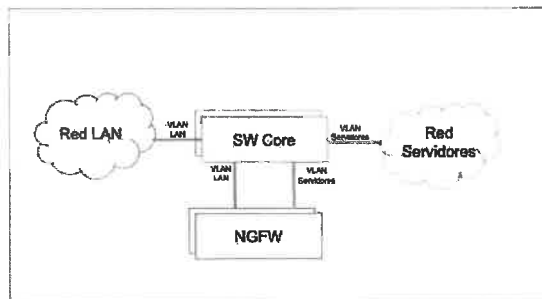 Red LAN
VLAN
LAN
SW Core
VLAN
Servidores
Red
Servidores
VLAN
LAN
VLAN
Servidores
NGFW